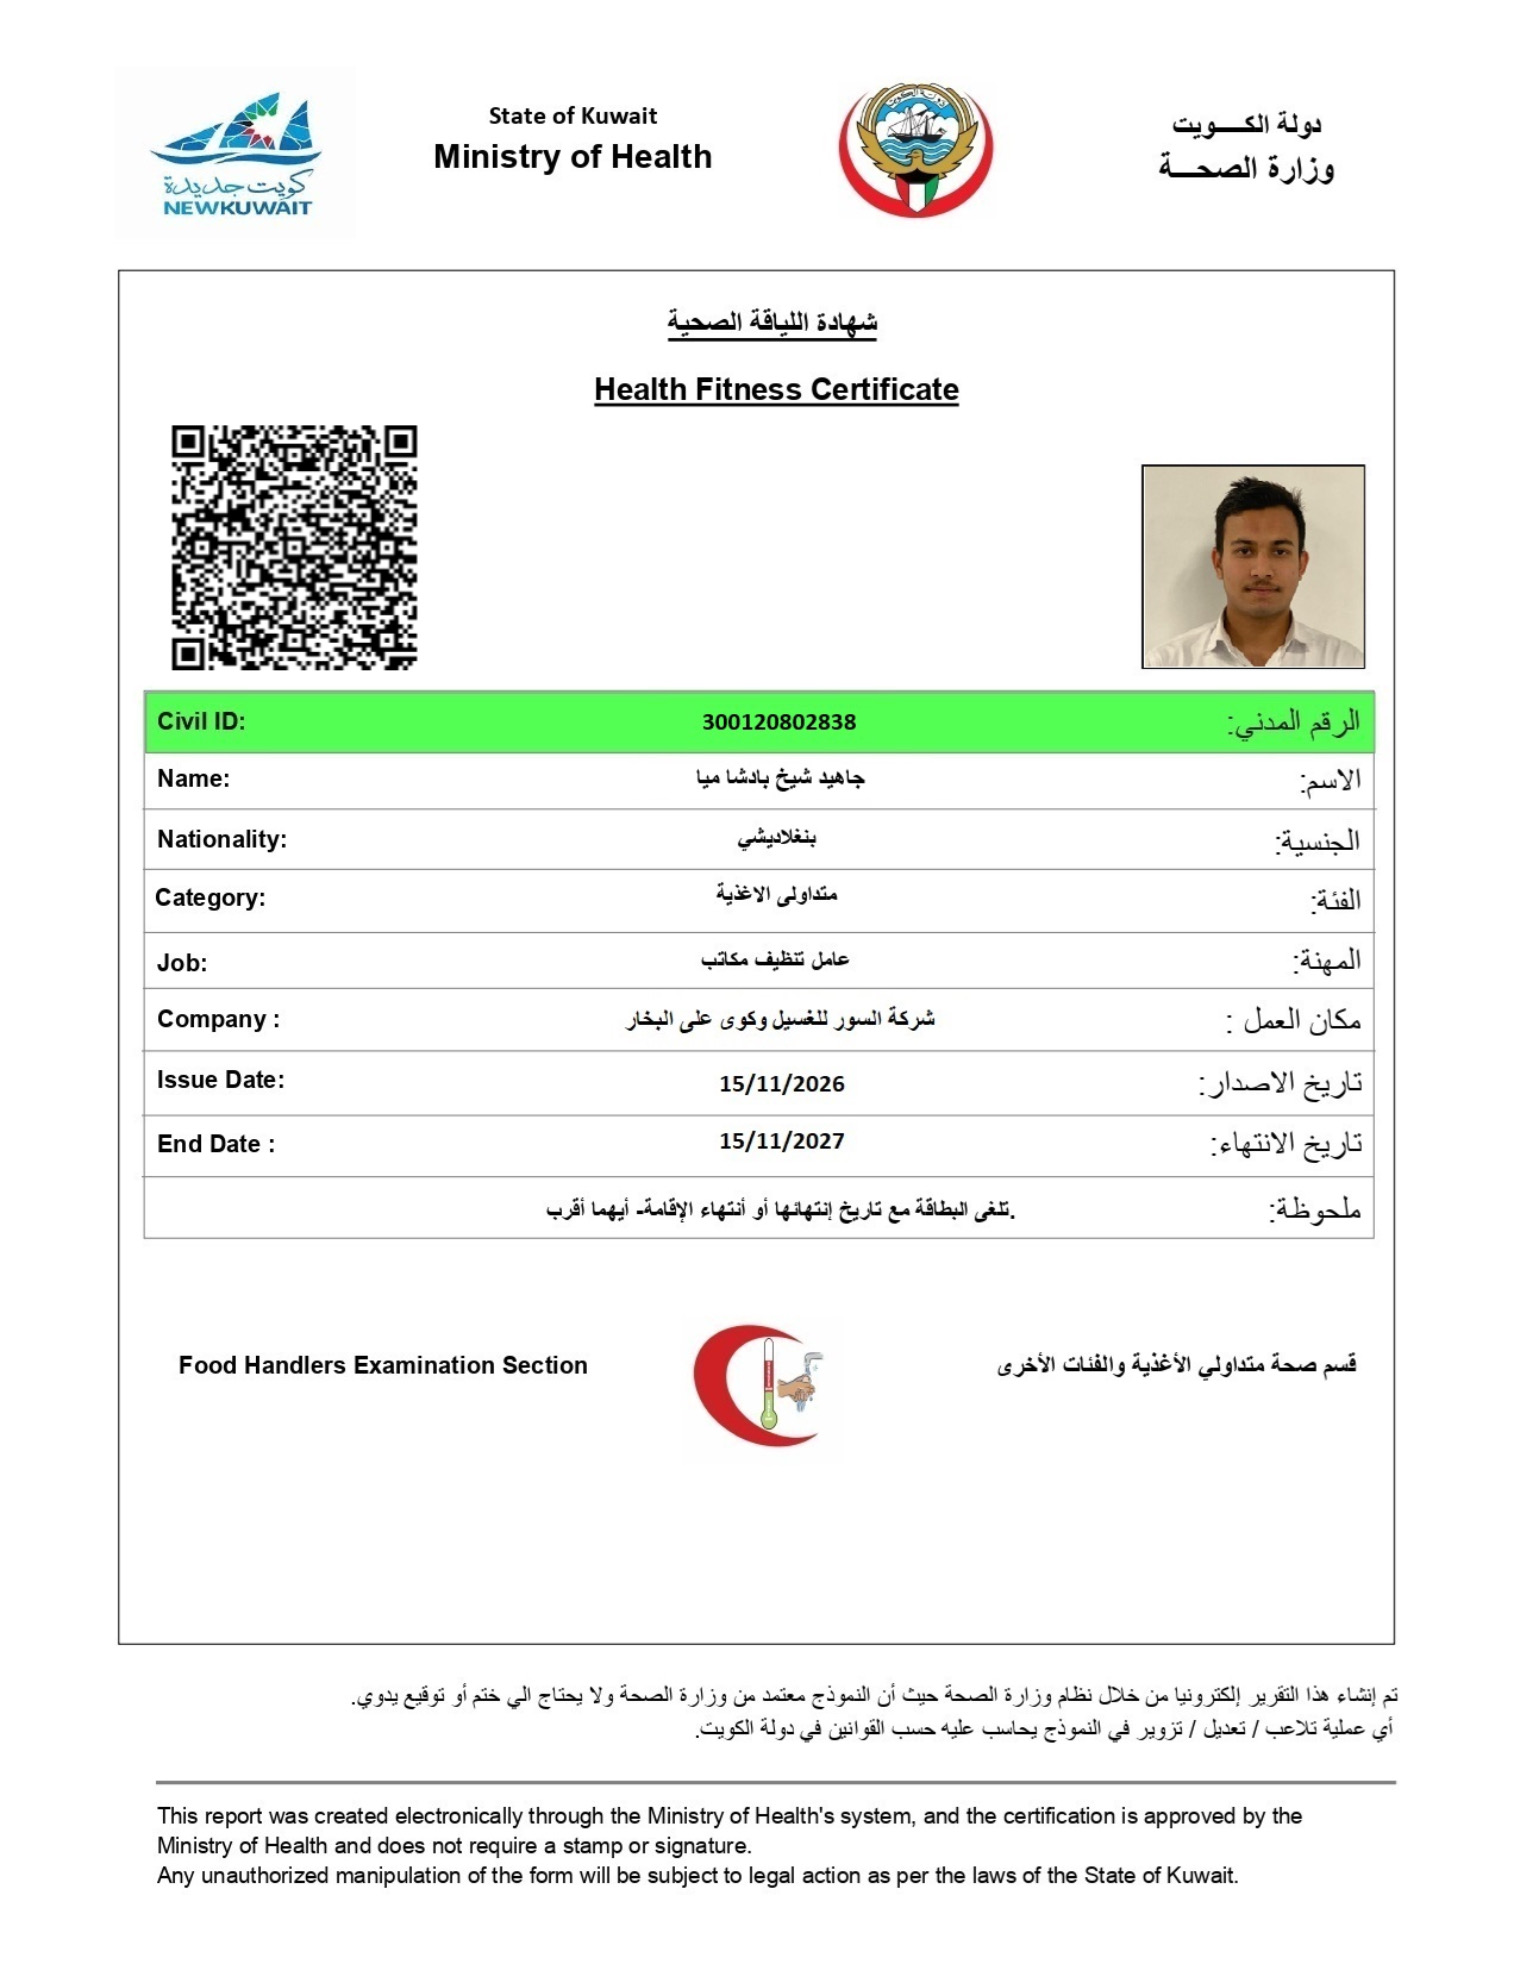 State of Kuwait
Ministry of Health
دولة الكـــويت
وزارة الصحـــة
كويت جديدة
NEWKUWAIT
شهادة اللياقة الصحية
Health Fitness Certificate
Civil ID: 300120802838 الرقم المدني:
Name: جاهيد شيخ بادشا ميا الاسم:
Nationality: بنغلاديشي الجنسية:
Category: متداولى الاغذية الفئة:
Job: عامل تنظيف مكاتب المهنة:
Company : شركة السور للغسيل وكوى على البخار مكان العمل :
Issue Date: 15/11/2026 تاريخ الاصدار:
End Date : 15/11/2027 تاريخ الانتهاء:
.تلغى البطاقة مع تاريخ إنتهائها أو أنتهاء الإقامة- أيهما أقرب ملحوظة:
Food Handlers Examination Section قسم صحة متداولي الأغذية والفئات الأخرى
تم إنشاء هذا التقرير إلكترونيا من خلال نظام وزارة الصحة حيث أن النموذج معتمد من وزارة الصحة ولا يحتاج الي ختم أو توقيع يدوي.
أي عملية تلاعب / تعديل / تزوير في النموذج يحاسب عليه حسب القوانين في دولة الكويت.
This report was created electronically through the Ministry of Health's system, and the certification is approved by the
Ministry of Health and does not require a stamp or signature.
Any unauthorized manipulation of the form will be subject to legal action as per the laws of the State of Kuwait.